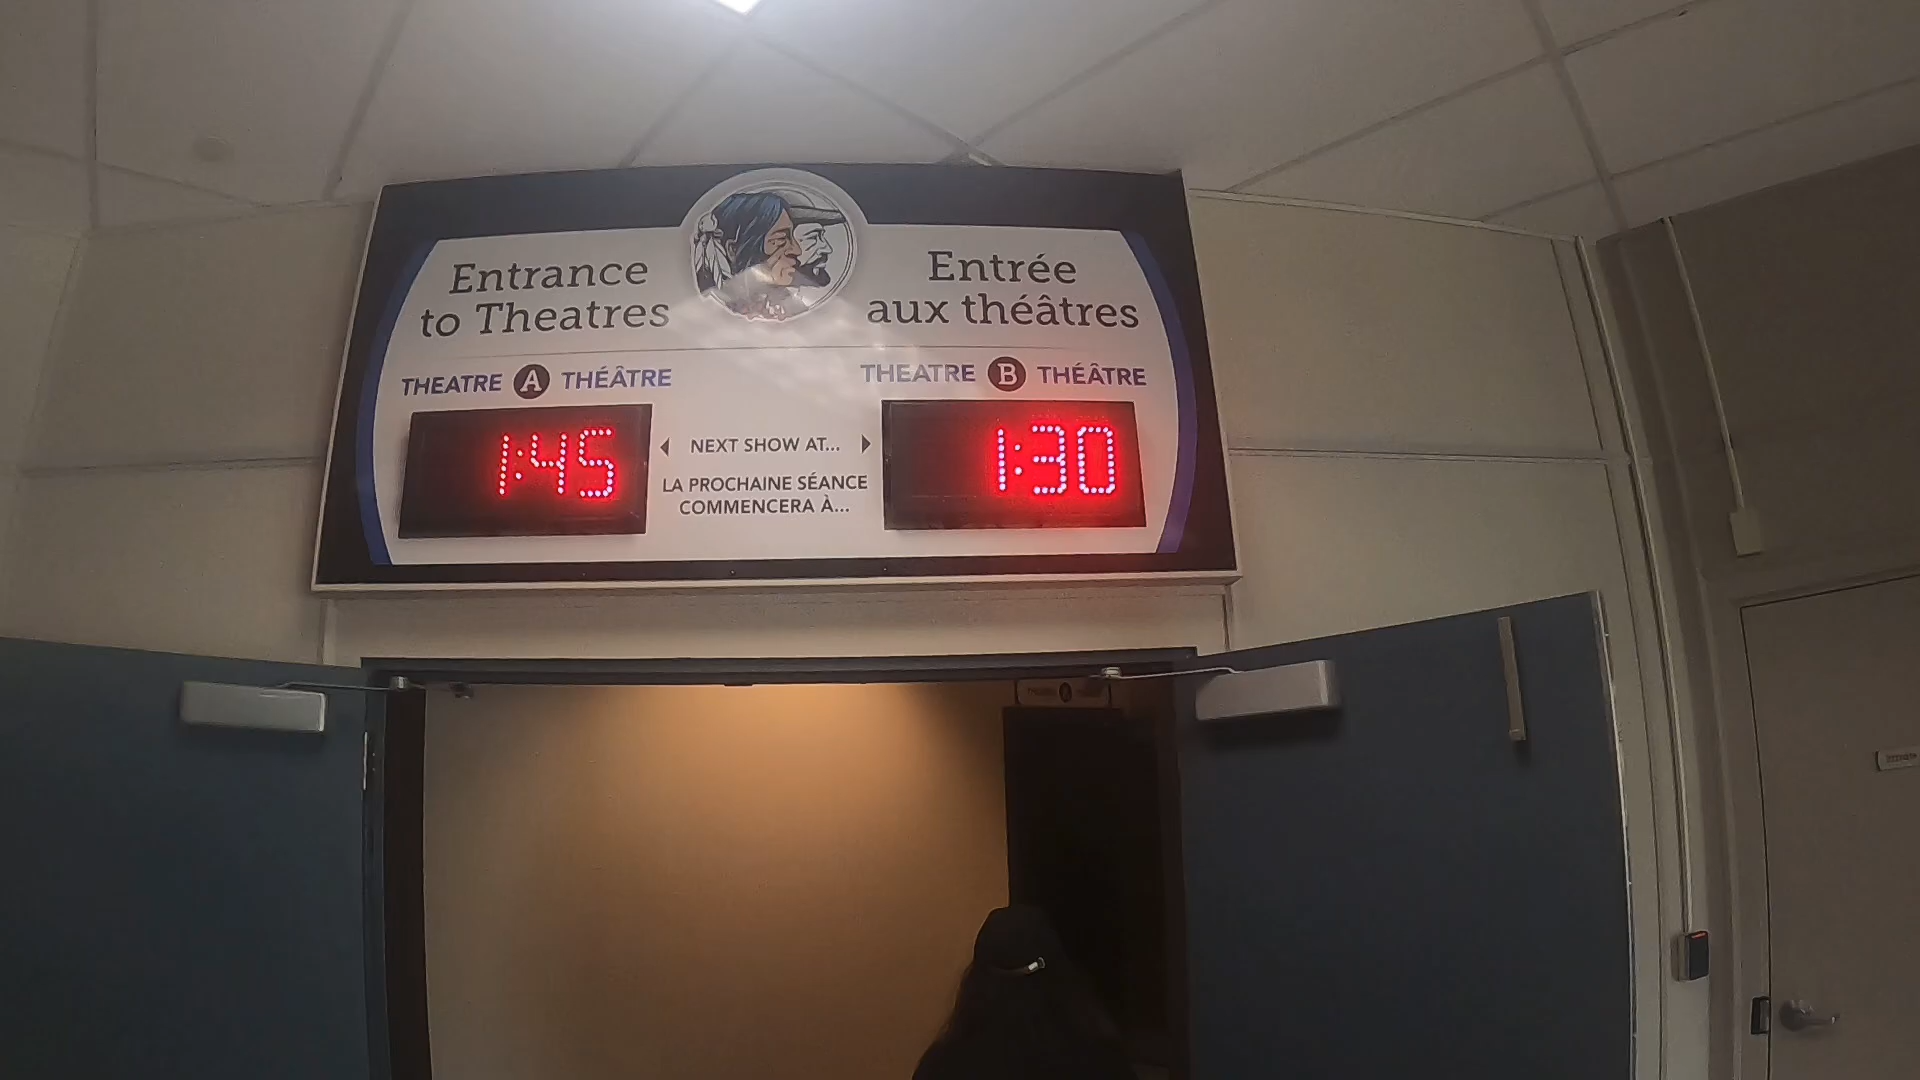 Entrance
to Theatres
Entrée
aux théâtres
THEATRE A THÉÂTRE
THEATRE B THÉÂTRE
1:45
NEXT SHOW AT...
LA PROCHAINE SÉANCE
COMMENCERA À...
1:30